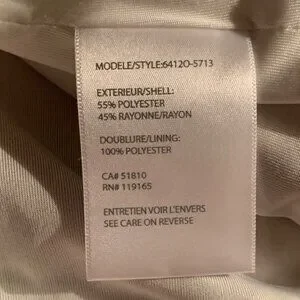 MODELE/STYLE:6412O-5713
EXTERIEUR/SHELL:
55% POLYESTER
45% RAYONNE/RAYON
DOUBLURE/LINING:
100% POLYESTER
CA# 51810
RN# 119165
ENTRETIEN VOIR L'ENVERS
SEE CARE ON REVERSE